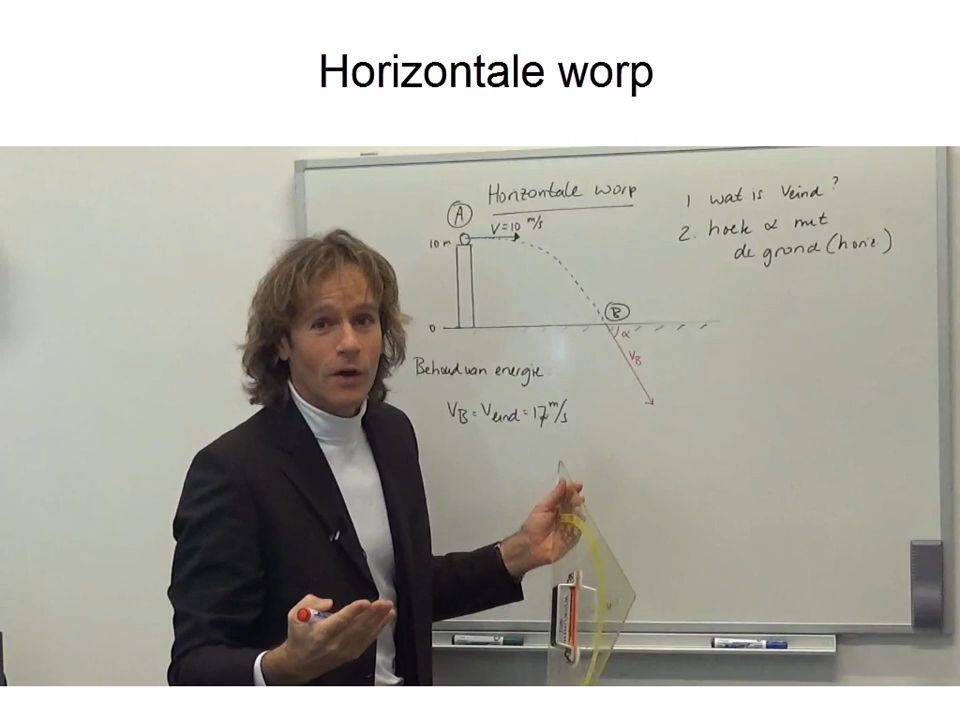 Horizontale worp
Horizontale worp
1 wat is Veind?
2. hoek α met
de grond (horiz.)
A
V=10 m/s
10 m
B
0
α
VB
Behoud van energie
VB = Veind = 17 m/s